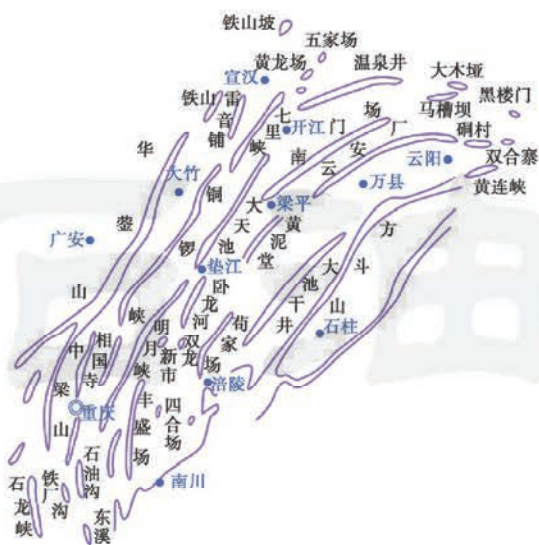 铁山坡
五家场
黄龙场
宣汉
温泉井
大木垭
黑楼门
铁山
雷音铺
七里峡
开江
南门场
云安厂
马槽坝
硐村
云阳
双合寨
黄连峡
华蓥山
大竹
铜锣峡
万县
梁平
大天池
黄泥堂
方斗山
广安
垫江
卧龙河
大池干井
石柱
中梁山
相国寺
明月峡
新市
双龙
苟家场
涪陵
重庆
丰盛场
四合场
石油沟
铁厂沟
石龙峡
东溪
南川